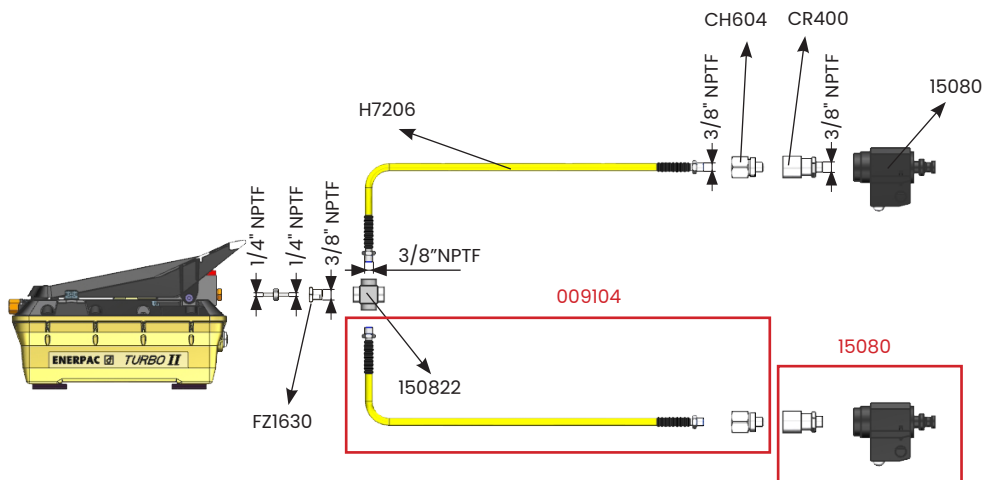 CH604
CR400
15080
H7206
3/8" NPTF
3/8" NPTF
1/4" NPTF
1/4" NPTF
3/8" NPTF
3/8”NPTF
009104
15080
ENERPAC TURBO II
150822
FZ1630